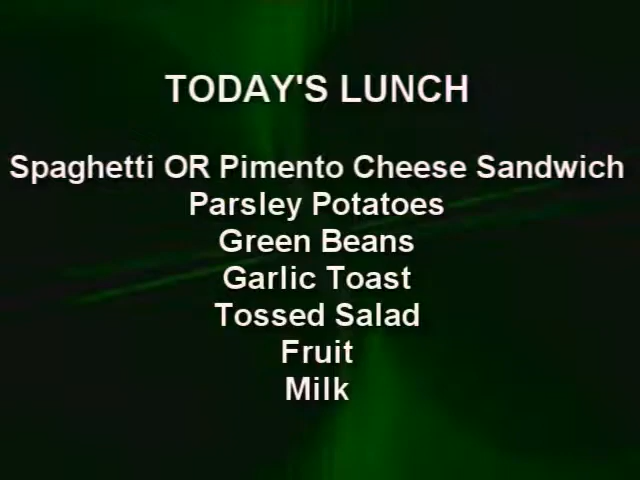 TODAY'S LUNCH
Spaghetti OR Pimento Cheese Sandwich
Parsley Potatoes
Green Beans
Garlic Toast
Tossed Salad
Fruit
Milk